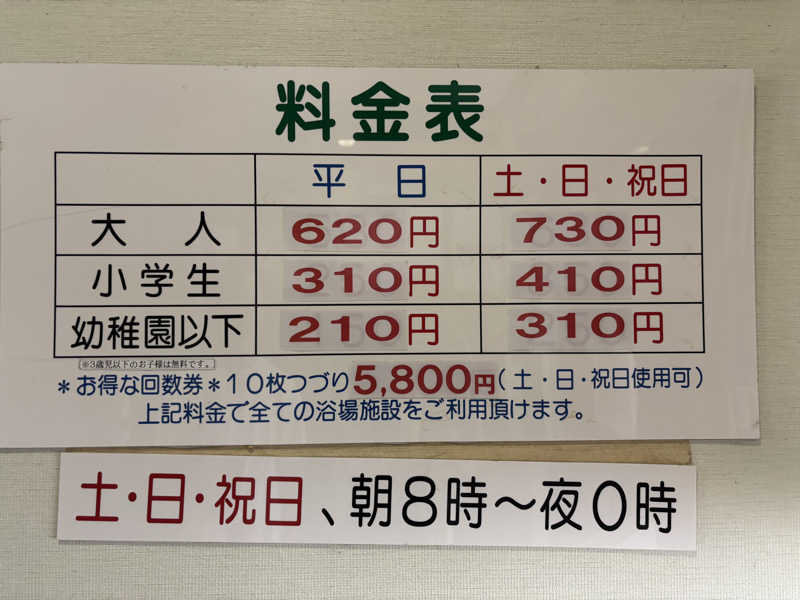 料金表
平日 土・日・祝日
大人 620円 730円
小学生 310円 410円
幼稚園以下 210円 310円
※3歳児以下のお子様は無料です。
＊お得な回数券＊10枚つづり5,800円(土・日・祝日使用可)
上記料金で全ての浴場施設をご利用頂けます。
土・日・祝日、朝8時〜夜0時